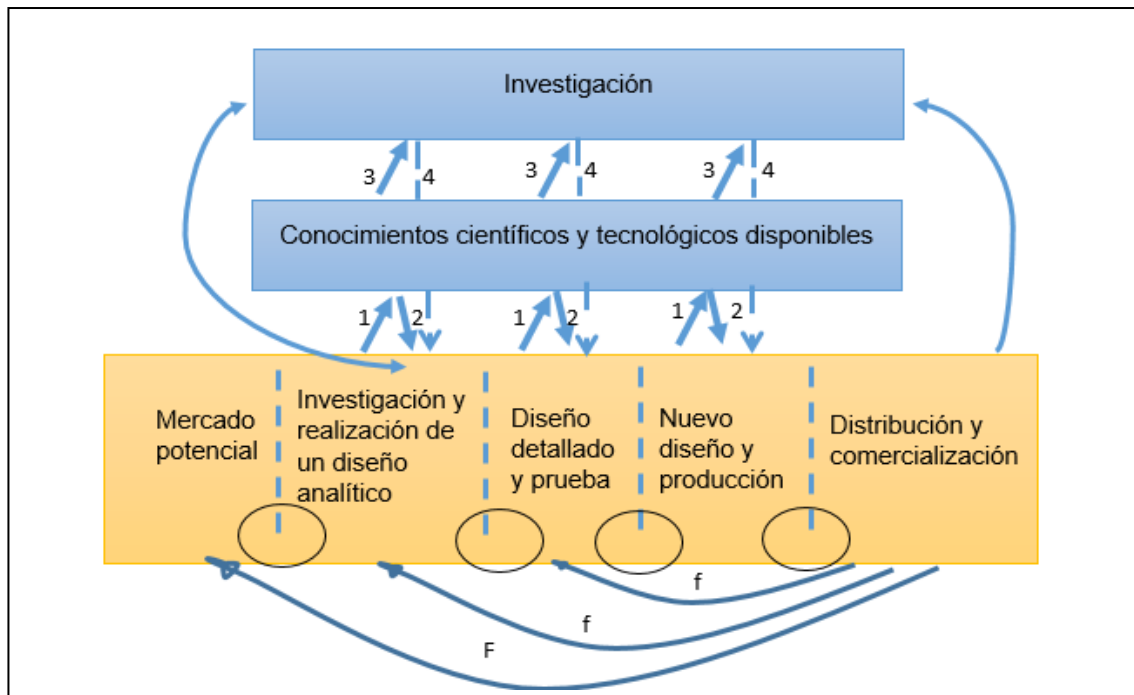 Investigación
3 4 3 4 3 4
Conocimientos científicos y tecnológicos disponibles
1 2 1 2 1 2
Mercado
potencial
Investigación y
realización de
un diseño
analítico
Diseño
detallado
y prueba
Nuevo
diseño y
producción
Distribución y
comercialización
f
f
F